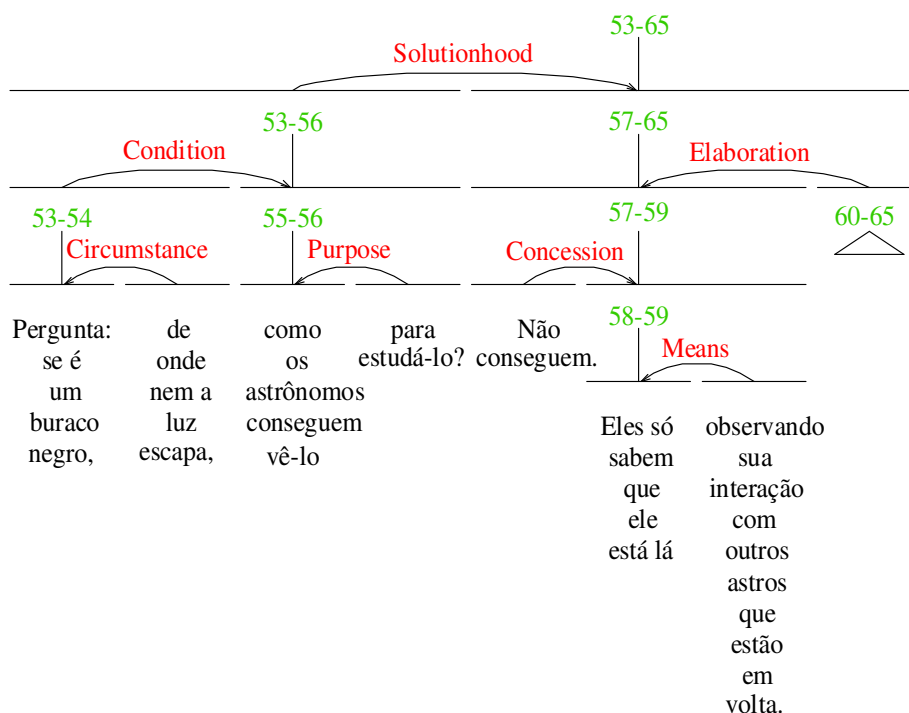 53-65
Solutionhood
53-56
57-65
Condition
Elaboration
53-54
55-56
57-59
60-65
Circumstance
Purpose
Concession
Pergunta:
se é
um
buraco
negro,
de
onde
nem a
luz
escapa,
como
os
astrônomos
conseguem
vê-lo
para
estudá-lo?
Não
conseguem.
58-59
Means
Eles só
sabem
que
ele
está lá
observando
sua
interação
com
outros
astros
que
estão
em
volta.